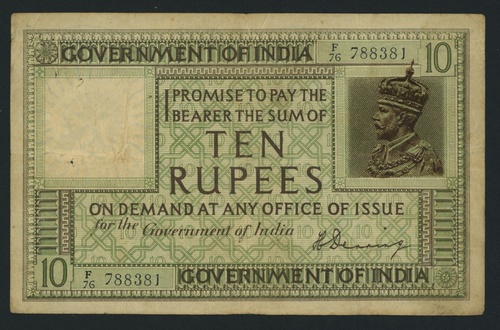 GOVERNMENT OF INDIA F/76 788381 10
I PROMISE TO PAY THE
BEARER THE SUM OF
TEN
RUPEES
ON DEMAND AT ANY OFFICE OF ISSUE
for the Government of India
H Denning
10 F/76 788381 GOVERNMENT OF INDIA